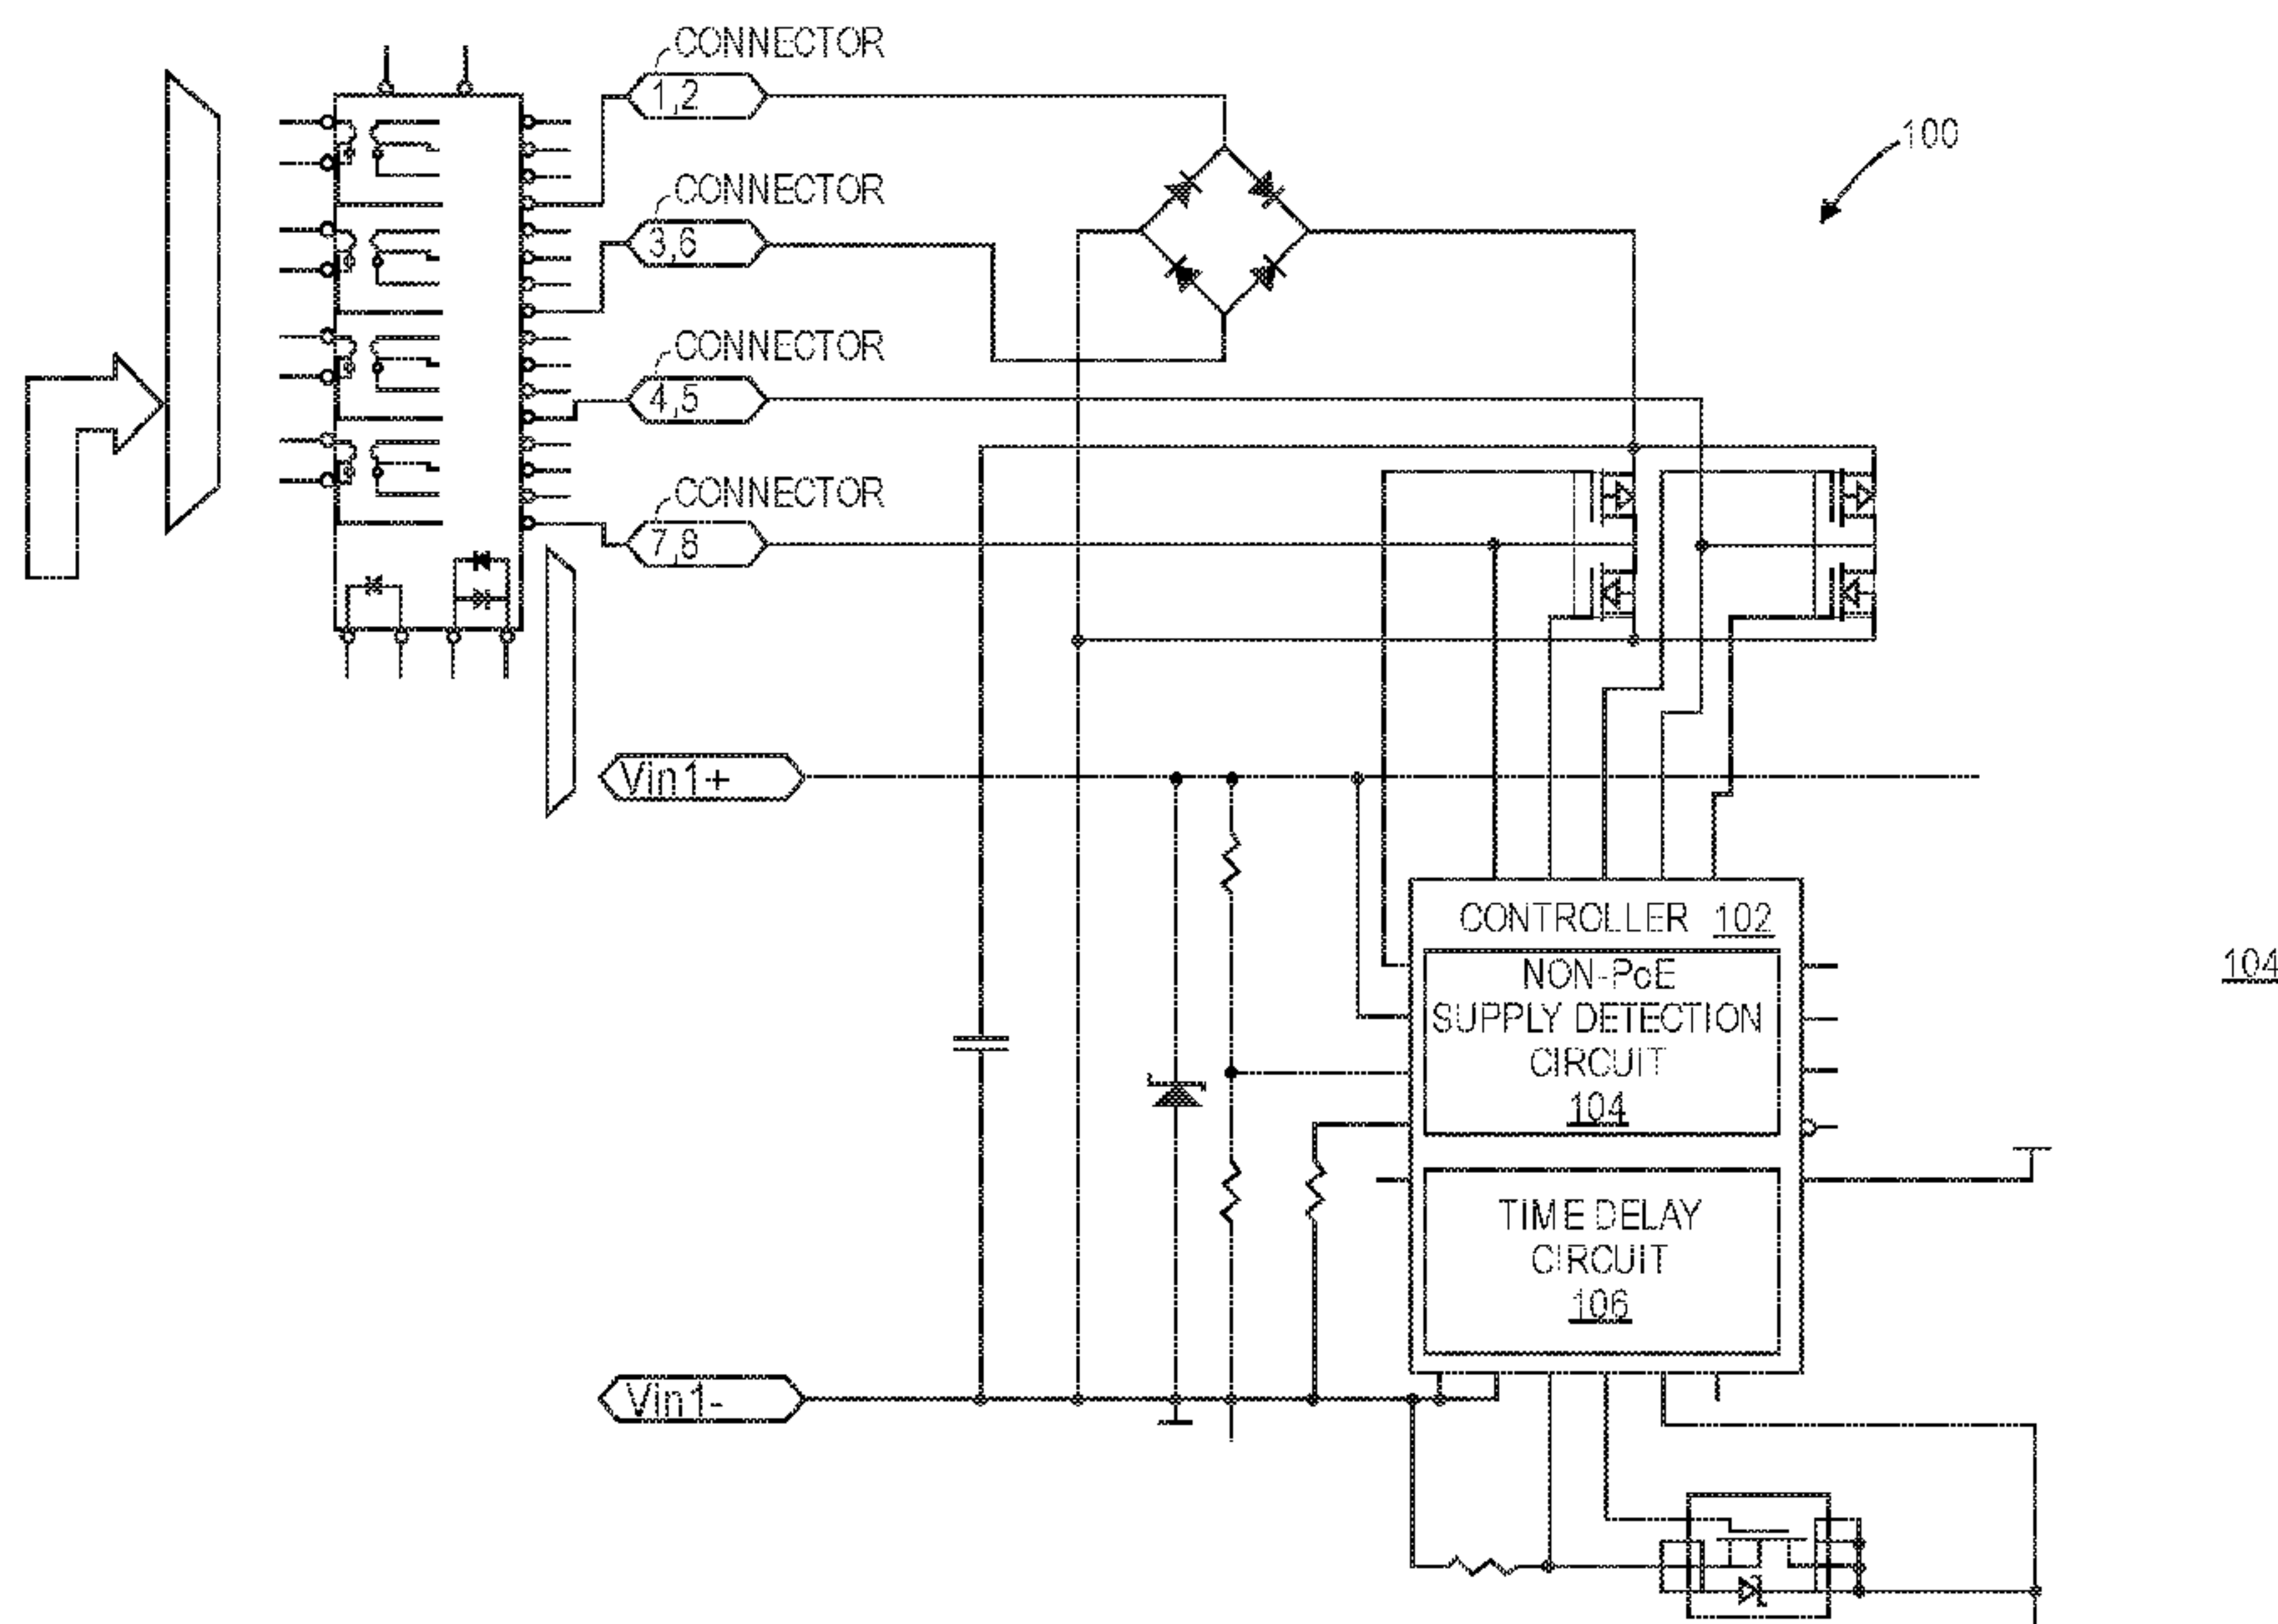 CONNECTOR
1,2
100
CONNECTOR
3,6
CONNECTOR
4,5
CONNECTOR
7,8
Vin1+
CONTROLLER 102
NON-PoE
SUPPLY DETECTION
CIRCUIT
104
104
TIME DELAY
CIRCUIT
106
Vin1-